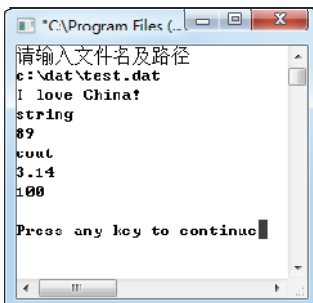 "C:\Program Files (...
请输入文件名及路径
c:\dat\test.dat
I love China!
string
89
cout
3.14
100
Press any key to continue